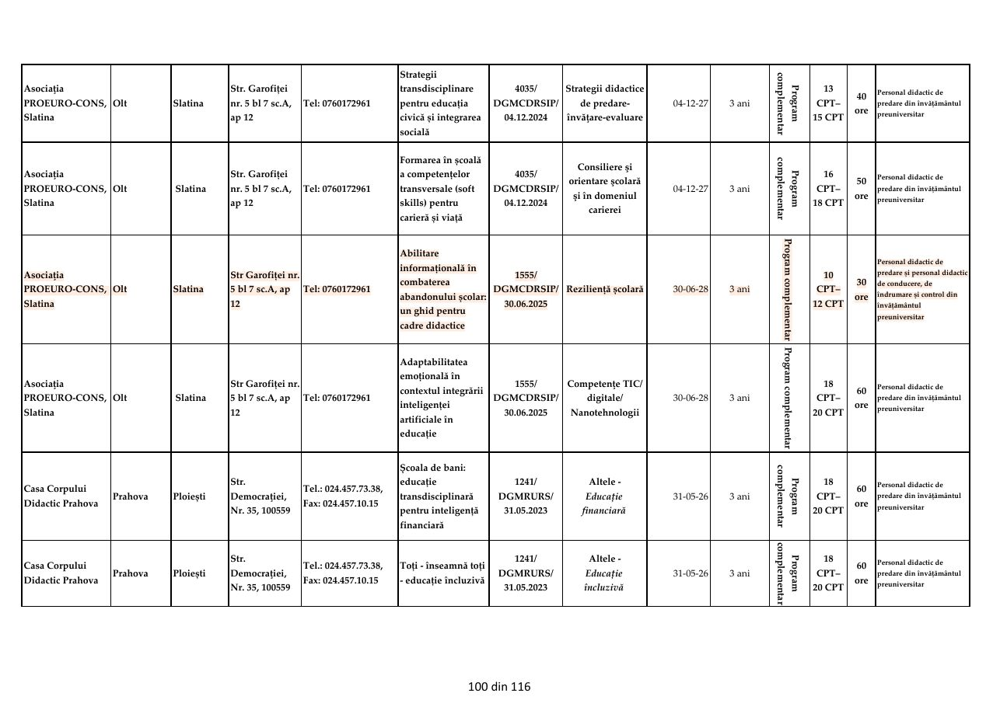 Asociația
PROEURO-CONS,
Slatina
Olt
Slatina
Str. Garofiței
nr. 5 bl 7 sc.A,
ap 12
Tel: 0760172961
Strategii
transdisciplinare
pentru educația
civică și integrarea
socială
4035/
DGMCDRSIP/
04.12.2024
Strategii didactice
de predare-
învățare-evaluare
04-12-27
3 ani
Program
complementar
13
CPT–
15 CPT
40
ore
Personal didactic de
predare din învățământul
preuniversitar
Asociația
PROEURO-CONS,
Slatina
Olt
Slatina
Str. Garofiței
nr. 5 bl 7 sc.A,
ap 12
Tel: 0760172961
Formarea în școală
a competențelor
transversale (soft
skills) pentru
carieră și viață
4035/
DGMCDRSIP/
04.12.2024
Consiliere și
orientare școlară
și în domeniul
carierei
04-12-27
3 ani
Program
complementar
16
CPT–
18 CPT
50
ore
Personal didactic de
predare din învățământul
preuniversitar
Asociația
PROEURO-CONS,
Slatina
Olt
Slatina
Str Garofiței nr.
5 bl 7 sc.A, ap
12
Tel: 0760172961
Abilitare
informațională în
combaterea
abandonului școlar:
un ghid pentru
cadre didactice
1555/
DGMCDRSIP/
30.06.2025
Reziliență școlară
30-06-28
3 ani
Program complementar
10
CPT–
12 CPT
30
ore
Personal didactic de
predare și personal didactic
de conducere, de
îndrumare și control din
învățământul
preuniversitar
Asociația
PROEURO-CONS,
Slatina
Olt
Slatina
Str Garofiței nr.
5 bl 7 sc.A, ap
12
Tel: 0760172961
Adaptabilitatea
emoțională în
contextul integrării
inteligenței
artificiale în
educație
1555/
DGMCDRSIP/
30.06.2025
Competențe TIC/
digitale/
Nanotehnologii
30-06-28
3 ani
Program complementar
18
CPT–
20 CPT
60
ore
Personal didactic de
predare din învățământul
preuniversitar
Casa Corpului
Didactic Prahova
Prahova
Ploiești
Str.
Democrației,
Nr. 35, 100559
Tel.: 024.457.73.38,
Fax: 024.457.10.15
Școala de bani:
educație
transdisciplinară
pentru inteligență
financiară
1241/
DGMRURS/
31.05.2023
Altele -
Educație
financiară
31-05-26
3 ani
Program
complementar
18
CPT–
20 CPT
60
ore
Personal didactic de
predare din învățământul
preuniversitar
Casa Corpului
Didactic Prahova
Prahova
Ploiești
Str.
Democrației,
Nr. 35, 100559
Tel.: 024.457.73.38,
Fax: 024.457.10.15
Toți - înseamnă toți
- educație încluzivă
1241/
DGMRURS/
31.05.2023
Altele -
Educație
încluzivă
31-05-26
3 ani
Program
complementar
18
CPT–
20 CPT
60
ore
Personal didactic de
predare din învățământul
preuniversitar
100 din 116